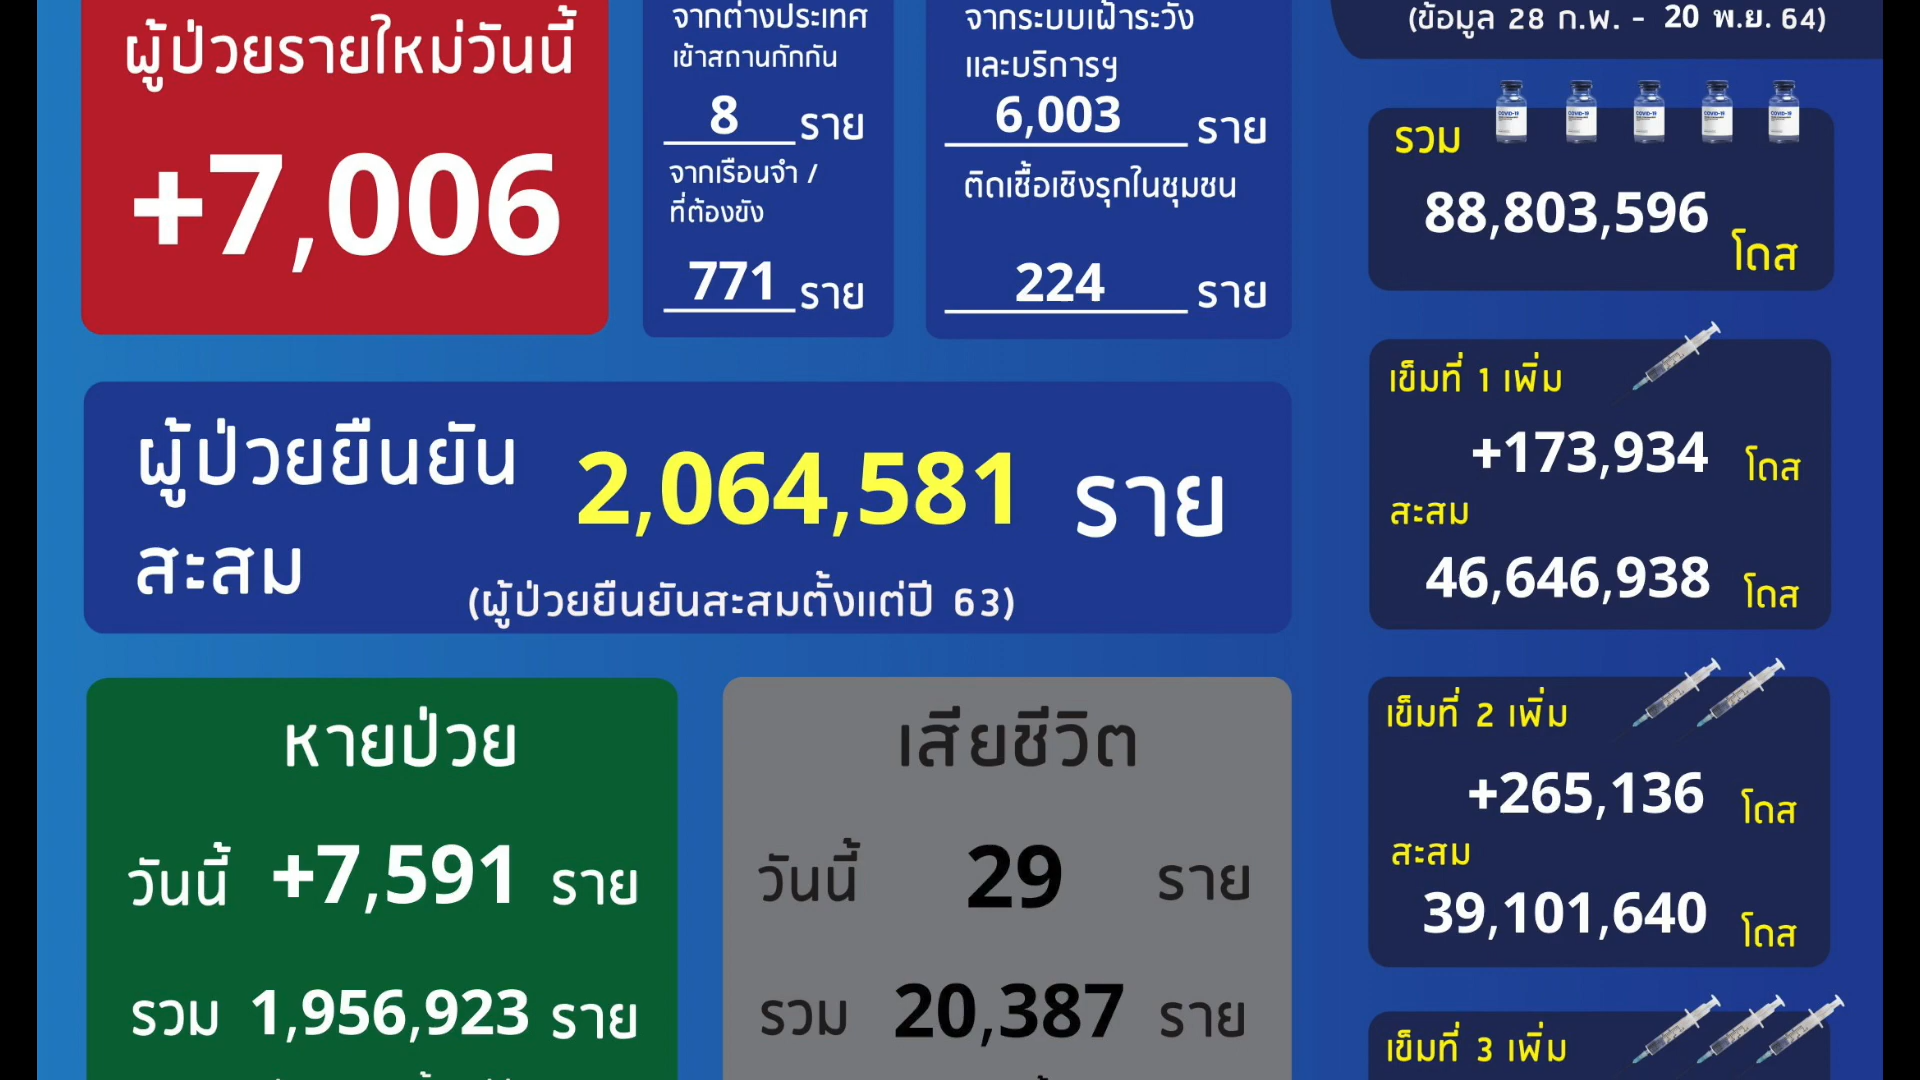 ผู้ป่วยรายใหม่วันนี้
+7,006
จากต่างประเทศ
เข้าสถานกักกัน
8 ราย
จากเรือนจำ /
ที่ต้องขัง
771 ราย
จากระบบเฝ้าระวัง
และบริการฯ
6,003 ราย
ติดเชื้อเชิงรุกในชุมชน
224 ราย
ผู้ป่วยยืนยัน
สะสม
2,064,581 ราย
(ผู้ป่วยยืนยันสะสมตั้งแต่ปี 63)
หายป่วย
วันนี้ +7,591 ราย
รวม 1,956,923 ราย
เสียชีวิต
วันนี้ 29 ราย
รวม 20,387 ราย
(ข้อมูล 28 ก.พ. - 20 พ.ย. 64)
COVID-19 COVID-19 COVID-19 COVID-19 COVID-19
รวม
88,803,596
โดส
เข็มที่ 1 เพิ่ม
+173,934 โดส
สะสม
46,646,938 โดส
เข็มที่ 2 เพิ่ม
+265,136 โดส
สะสม
39,101,640 โดส
เข็มที่ 3 เพิ่ม